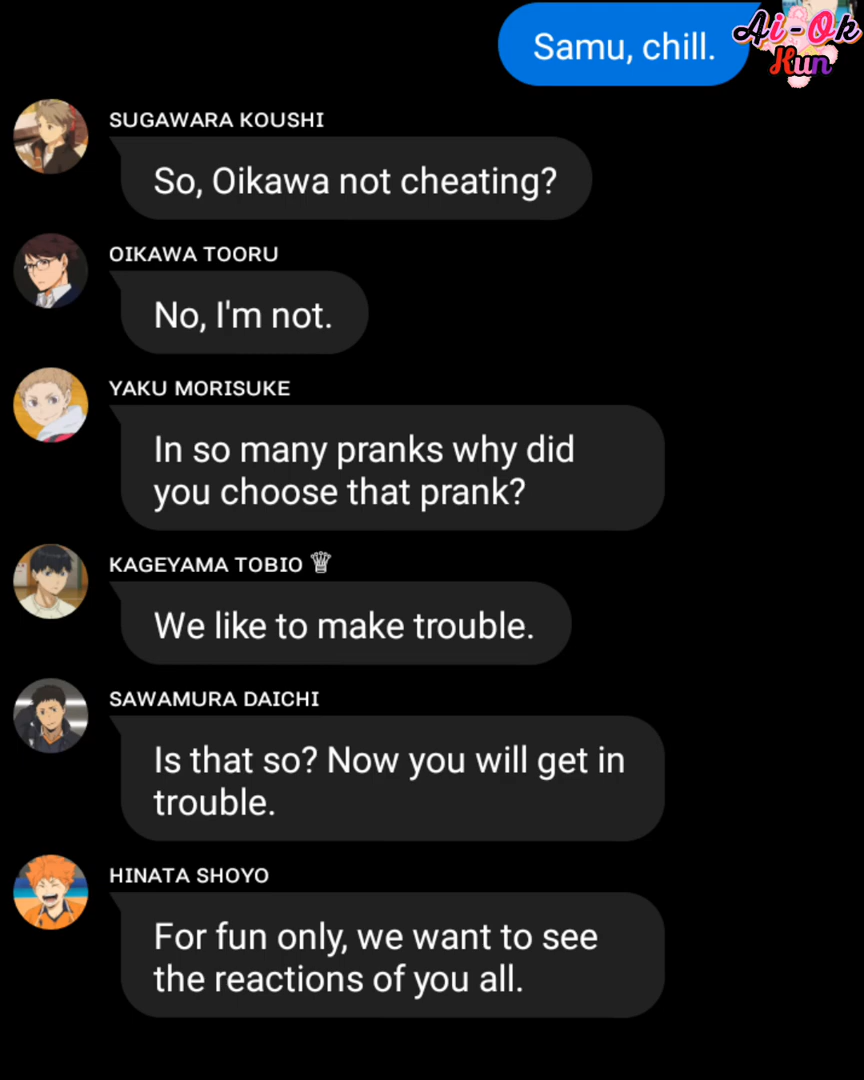 Samu, chill.
Ai-Ok
Kun
SUGAWARA KOUSHI
So, Oikawa not cheating?
OIKAWA TOORU
No, I'm not.
YAKU MORISUKE
In so many pranks why did
you choose that prank?
KAGEYAMA TOBIO ♕
We like to make trouble.
SAWAMURA DAICHI
Is that so? Now you will get in
trouble.
HINATA SHOYO
For fun only, we want to see
the reactions of you all.